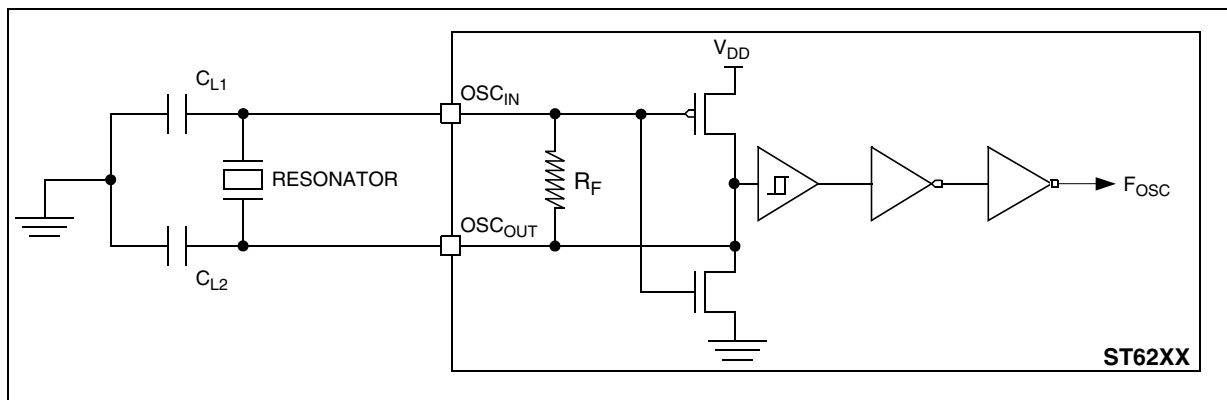 V_DD
C_L1
OSC_IN
RESONATOR
R_F
F_OSC
OSC_OUT
C_L2
ST62XX